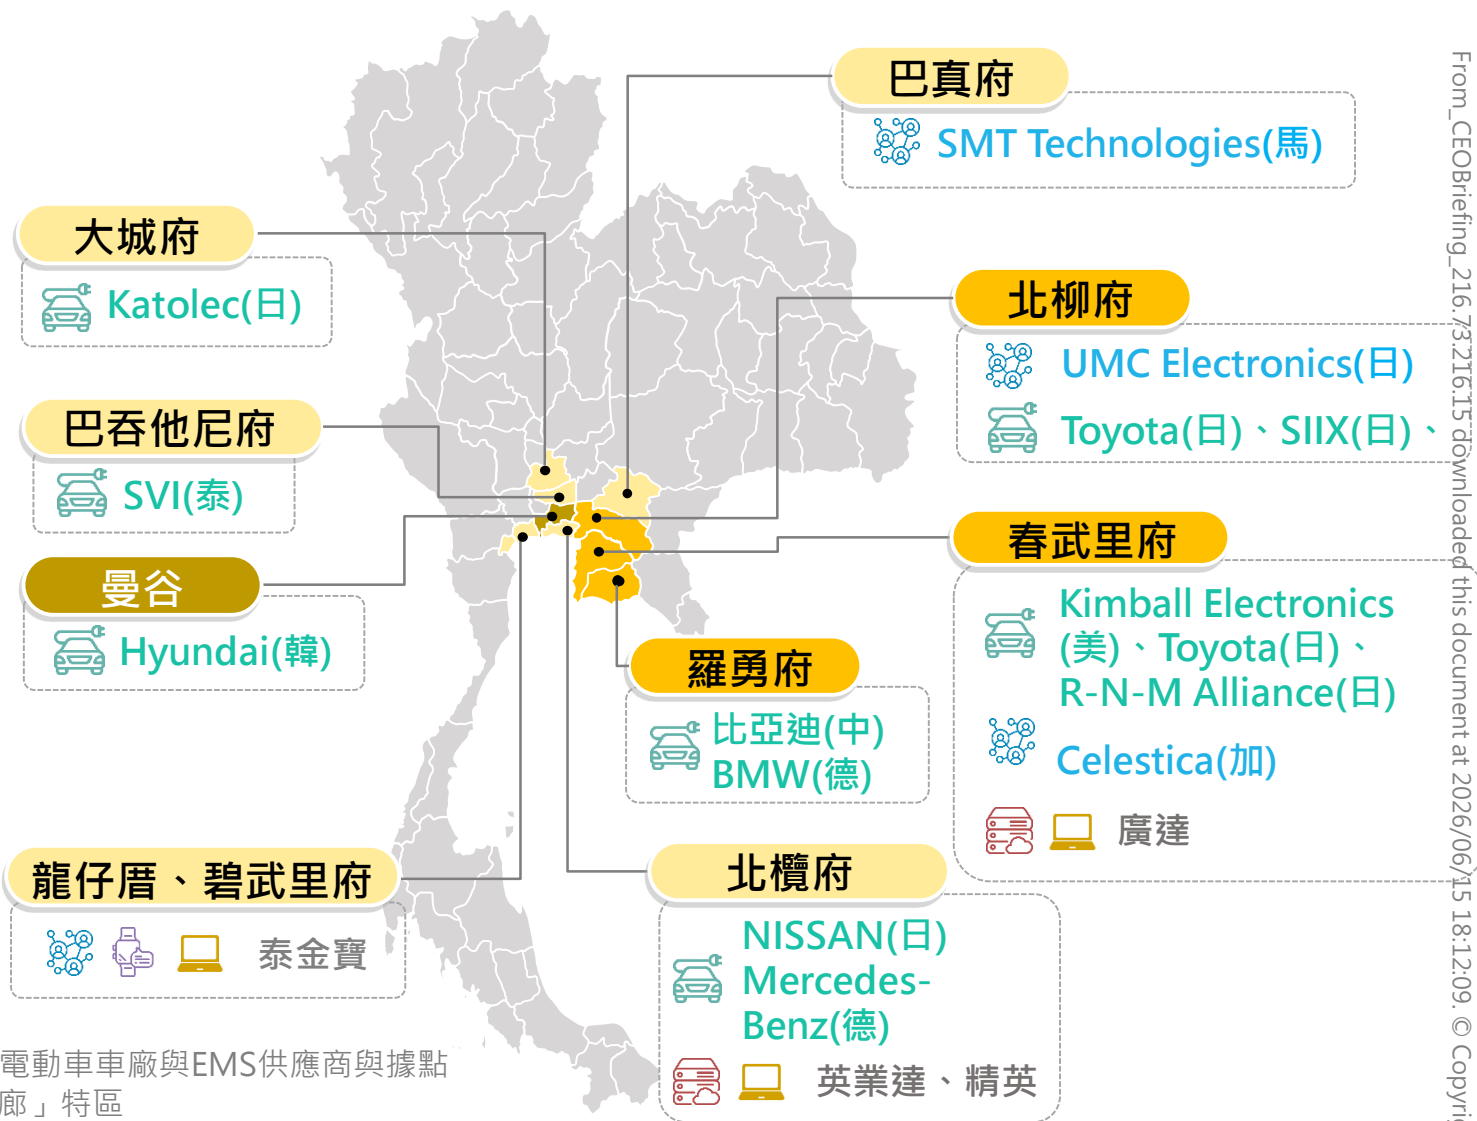 巴真府
SMT Technologies(馬)
大城府
Katolec(日)
北柳府
UMC Electronics(日)
Toyota(日)、SIIX(日)、
巴吞他尼府
SVI(泰)
春武里府
Kimball Electronics
(美)、Toyota(日)、
R-N-M Alliance(日)
Celestica(加)
廣達
曼谷
Hyundai(韓)
羅勇府
比亞迪(中)
BMW(德)
龍仔厝、碧武里府
泰金寶
北欖府
NISSAN(日)
Mercedes-
Benz(德)
英業達、精英
電動車車廠與EMS供應商與據點
廊」特區
From_CEOBriefing_216.73.216.15 downloaded this document at 2026/06/15 18:12:09. © Copyri